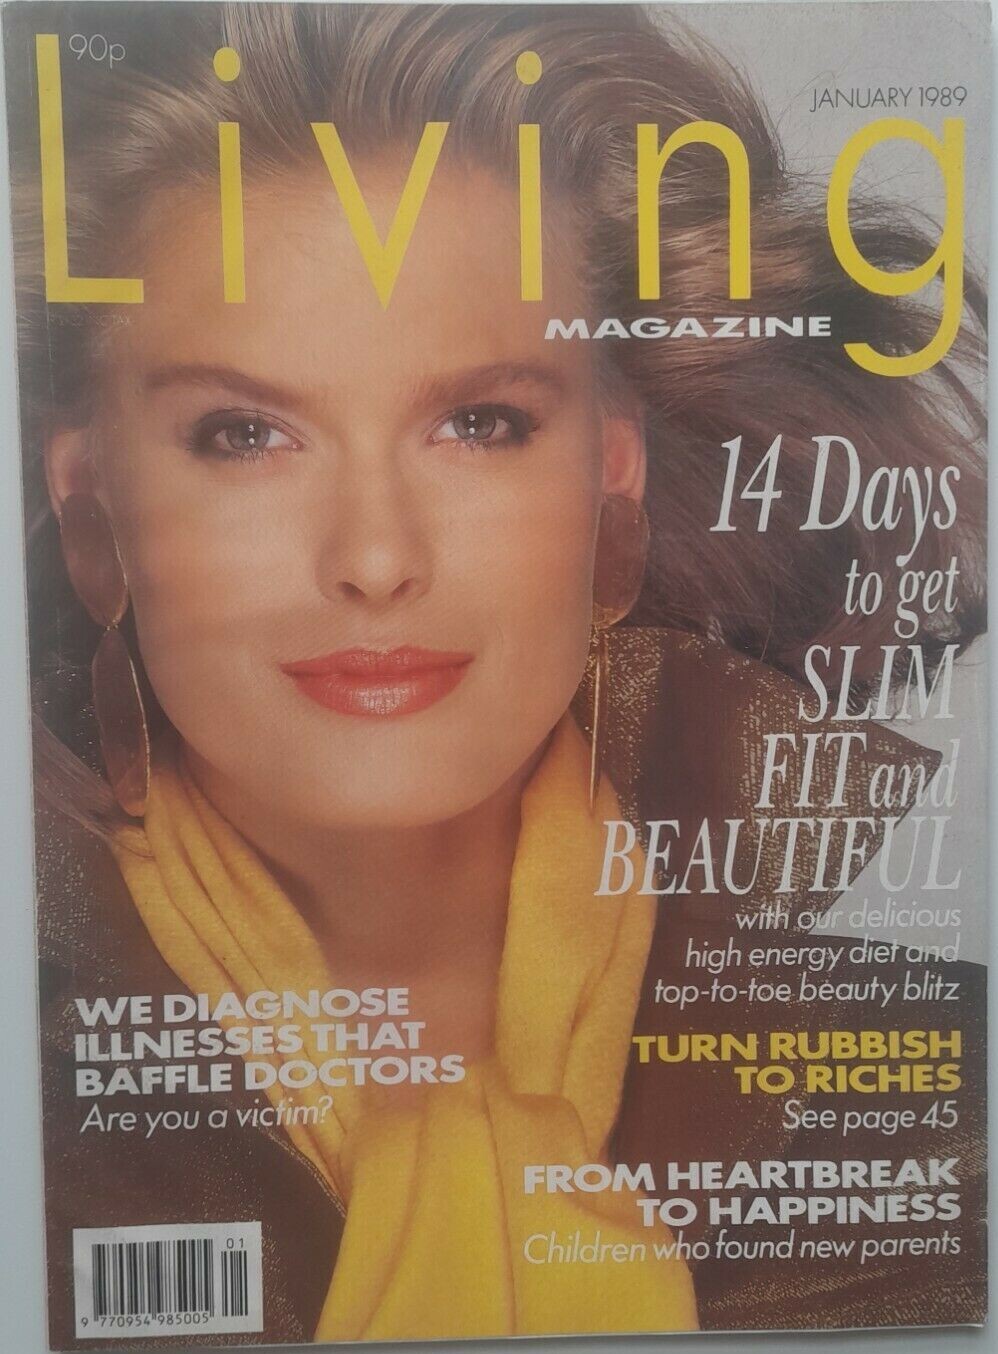 90p
JANUARY 1989
Living
MAGAZINE
14 Days
to get
SLIM
FIT and
BEAUTIFUL
with our delicious
high energy diet and
top-to-toe beauty blitz
WE DIAGNOSE
ILLNESSES THAT
BAFFLE DOCTORS
Are you a victim?
TURN RUBBISH
TO RICHES
See page 45
FROM HEARTBREAK
TO HAPPINESS
Children who found new parents
01
9 770954 985005